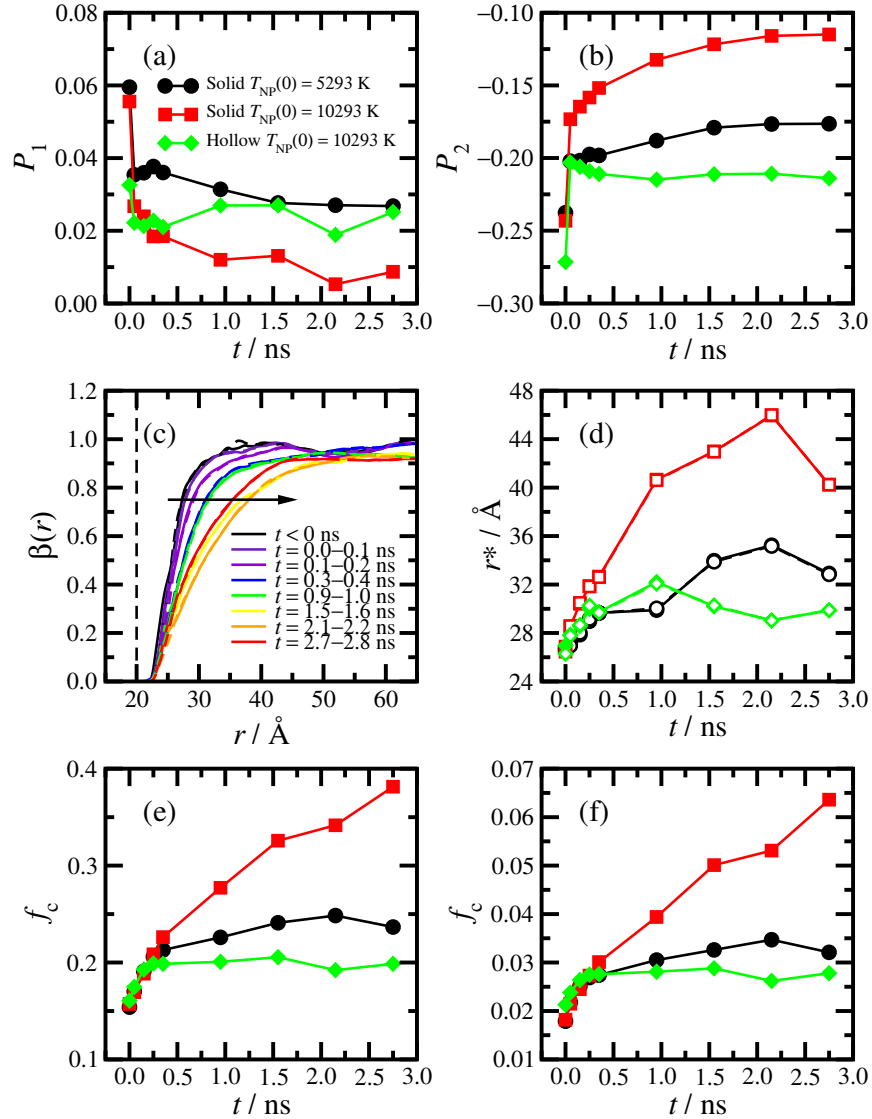 (a)
Solid T_NP(0) = 5293 K
Solid T_NP(0) = 10293 K
Hollow T_NP(0) = 10293 K
P_1
0.08
0.06
0.04
0.02
0.00
0.0 0.5 1.0 1.5 2.0 2.5 3.0
t / ns
(b)
P_2
−0.10
−0.15
−0.20
−0.25
−0.30
0.0 0.5 1.0 1.5 2.0 2.5 3.0
t / ns
(c)
β(r)
1.2
1.0
0.8
0.6
0.4
0.2
0.0
t < 0 ns
t = 0.0−0.1 ns
t = 0.1−0.2 ns
t = 0.3−0.4 ns
t = 0.9−1.0 ns
t = 1.5−1.6 ns
t = 2.1−2.2 ns
t = 2.7−2.8 ns
20 30 40 50 60
r / Å
(d)
r* / Å
48
44
40
36
32
28
24
0.0 0.5 1.0 1.5 2.0 2.5 3.0
t / ns
(e)
f_c
0.4
0.3
0.2
0.1
0.0 0.5 1.0 1.5 2.0 2.5 3.0
t / ns
(f)
f_c
0.07
0.06
0.05
0.04
0.03
0.02
0.01
0.0 0.5 1.0 1.5 2.0 2.5 3.0
t / ns